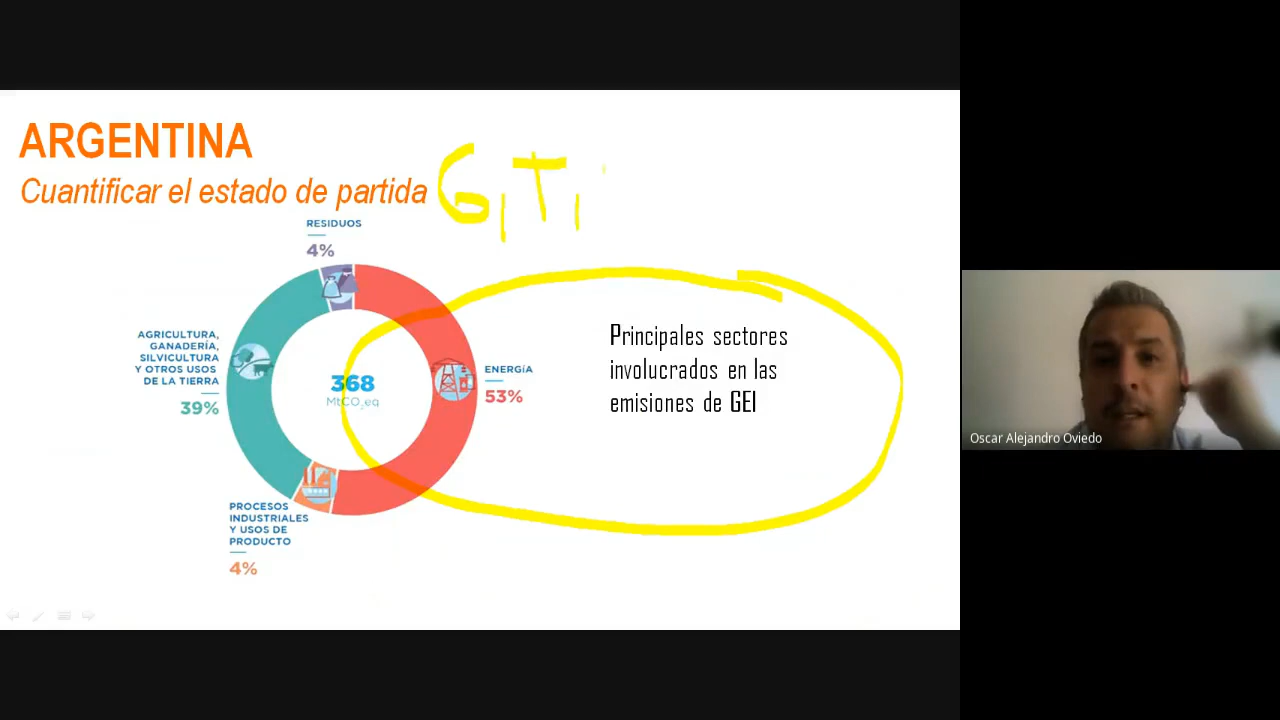 ARGENTINA
Cuantificar el estado de partida
G, T,
RESIDUOS
4%
AGRICULTURA,
GANADERÍA,
SILVICULTURA
Y OTROS USOS
DE LA TIERRA
39%
368
MtCO₂eq
ENERGÍA
53%
PROCESOS
INDUSTRIALES
Y USOS DE
PRODUCTO
4%
Principales sectores
involucrados en las
emisiones de GEI
Oscar Alejandro Oviedo